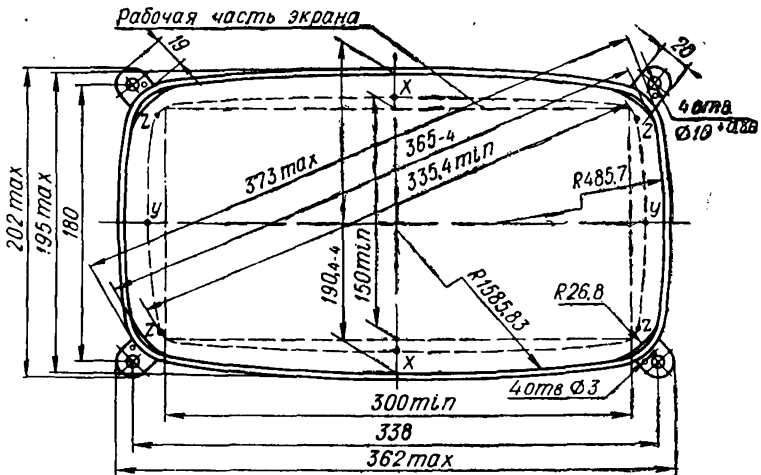 Рабочая часть экрана
19
28
4 отв
Ø10
X
Z
Z
373 max
365-4
335,4 min
R485,7
202 max
195 max
180
y
y
190,4-4
150 min
R1585,83
R26,8
Z
Z
X
4 отв Ø3
300 min
338
362 max